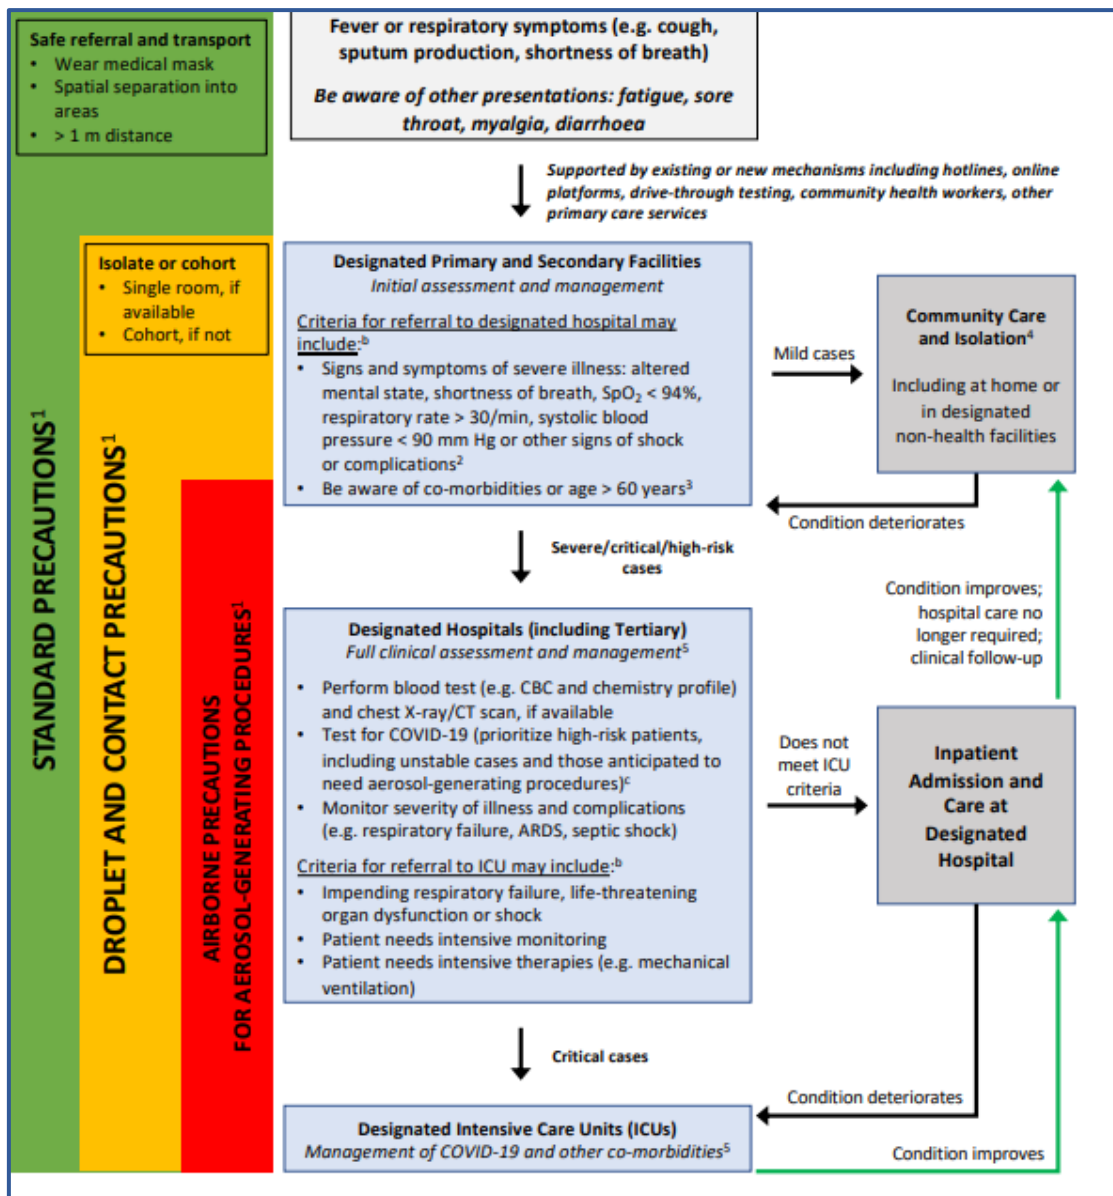 Safe referral and transport
• Wear medical mask
• Spatial separation into
areas
• > 1 m distance
Fever or respiratory symptoms (e.g. cough,
sputum production, shortness of breath)
Be aware of other presentations: fatigue, sore
throat, myalgia, diarrhoea
Supported by existing or new mechanisms including hotlines, online
platforms, drive-through testing, community health workers, other
primary care services
Isolate or cohort
• Single room, if
available
• Cohort, if not
STANDARD PRECAUTIONS¹
DROPLET AND CONTACT PRECAUTIONS¹
AIRBORNE PRECAUTIONS
FOR AEROSOL-GENERATING PROCEDURES¹
Designated Primary and Secondary Facilities
Initial assessment and management
Criteria for referral to designated hospital may
include:ᵇ
• Signs and symptoms of severe illness: altered
mental state, shortness of breath, SpO₂ < 94%,
respiratory rate > 30/min, systolic blood
pressure < 90 mm Hg or other signs of shock
or complications²
• Be aware of co-morbidities or age > 60 years³
Mild cases
Community Care
and Isolation⁴
Including at home or
in designated
non-health facilities
Condition deteriorates
Severe/critical/high-risk
cases
Condition improves;
hospital care no
longer required;
clinical follow-up
Designated Hospitals (including Tertiary)
Full clinical assessment and management⁵
• Perform blood test (e.g. CBC and chemistry profile)
and chest X-ray/CT scan, if available
• Test for COVID-19 (prioritize high-risk patients,
including unstable cases and those anticipated to
need aerosol-generating procedures)ᶜ
• Monitor severity of illness and complications
(e.g. respiratory failure, ARDS, septic shock)
Criteria for referral to ICU may include:ᵇ
• Impending respiratory failure, life-threatening
organ dysfunction or shock
• Patient needs intensive monitoring
• Patient needs intensive therapies (e.g. mechanical
ventilation)
Does not
meet ICU
criteria
Inpatient
Admission and
Care at
Designated
Hospital
Critical cases
Condition deteriorates
Designated Intensive Care Units (ICUs)
Management of COVID-19 and other co-morbidities⁵
Condition improves